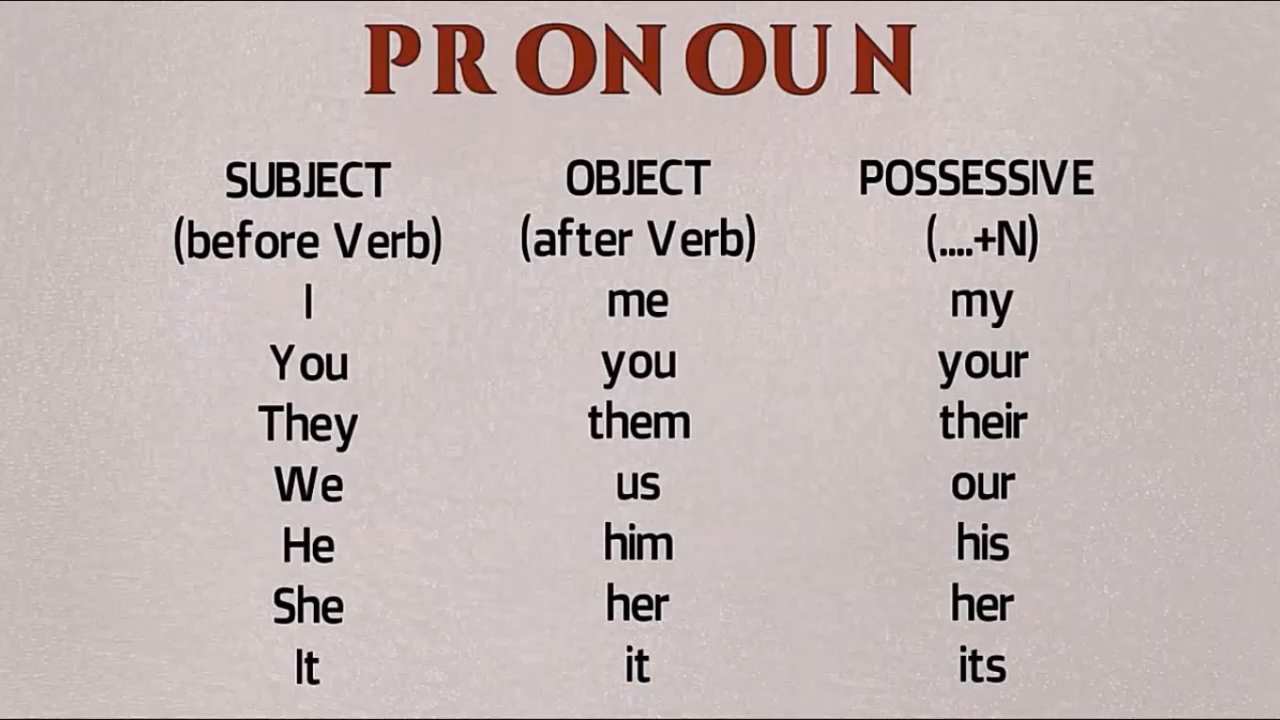 PRONOUN
SUBJECT OBJECT POSSESSIVE
(before Verb) (after Verb) (....+N)
I me my
You you your
They them their
We us our
He him his
She her her
It it its